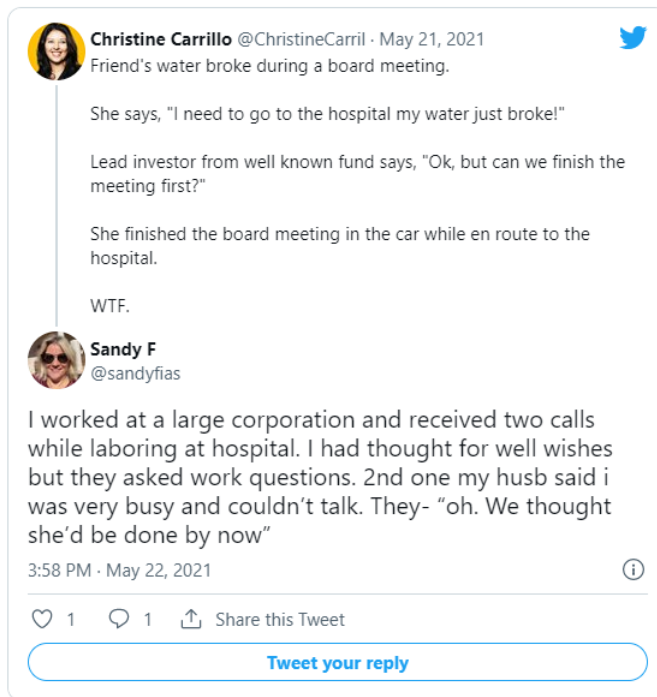 Christine Carrillo @ChristineCarril · May 21, 2021
Friend's water broke during a board meeting.
She says, "I need to go to the hospital my water just broke!"
Lead investor from well known fund says, "Ok, but can we finish the
meeting first?"
She finished the board meeting in the car while en route to the
hospital.
WTF.
Sandy F
@sandyfias
I worked at a large corporation and received two calls
while laboring at hospital. I had thought for well wishes
but they asked work questions. 2nd one my husb said i
was very busy and couldn’t talk. They- “oh. We thought
she’d be done by now”
3:58 PM · May 22, 2021
1 1 Share this Tweet
Tweet your reply